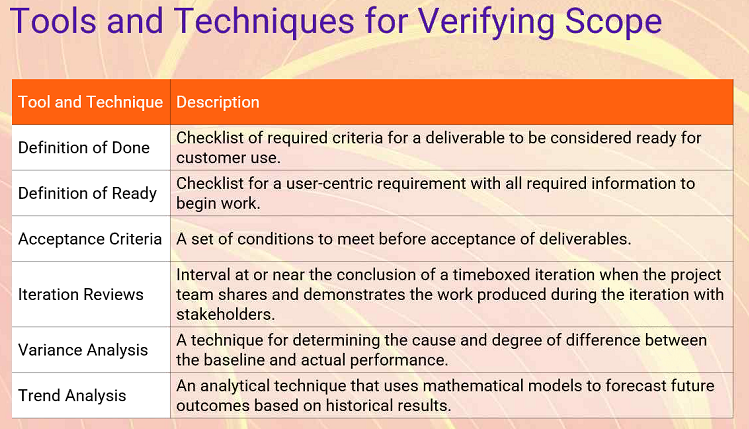 Tools and Techniques for Verifying Scope
Tool and Technique Description
Definition of Done
Checklist of required criteria for a deliverable to be considered ready for
customer use.
Definition of Ready
Checklist for a user-centric requirement with all required information to
begin work.
Acceptance Criteria A set of conditions to meet before acceptance of deliverables.
Iteration Reviews
Interval at or near the conclusion of a timeboxed iteration when the project
team shares and demonstrates the work produced during the iteration with
stakeholders.
Variance Analysis
A technique for determining the cause and degree of difference between
the baseline and actual performance.
Trend Analysis
An analytical technique that uses mathematical models to forecast future
outcomes based on historical results.